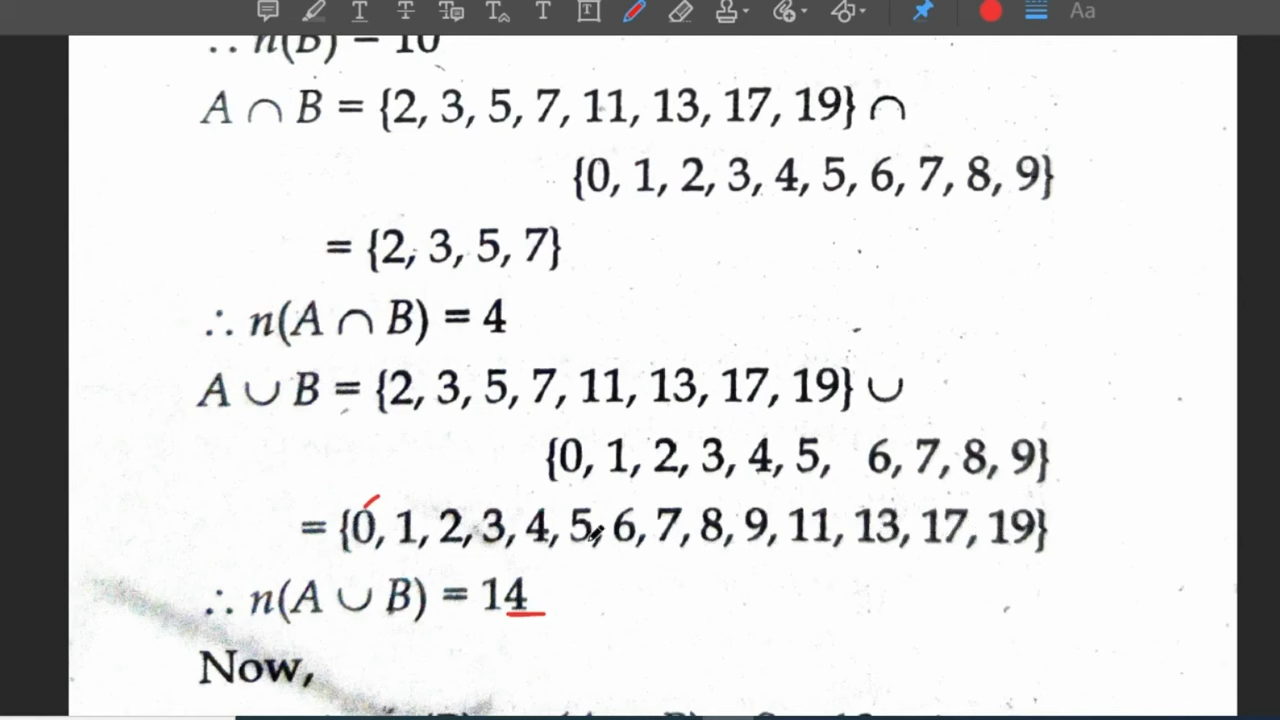 ∴ n(B) = 10
A ∩ B = {2, 3, 5, 7, 11, 13, 17, 19} ∩
{0, 1, 2, 3, 4, 5, 6, 7, 8, 9}
= {2, 3, 5, 7}
∴ n(A ∩ B) = 4
A ∪ B = {2, 3, 5, 7, 11, 13, 17, 19} ∪
{0, 1, 2, 3, 4, 5, 6, 7, 8, 9}
= {0, 1, 2, 3, 4, 5, 6, 7, 8, 9, 11, 13, 17, 19}
∴ n(A ∪ B) = 14
Now,